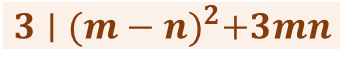 3 | (m − n)²+3mn